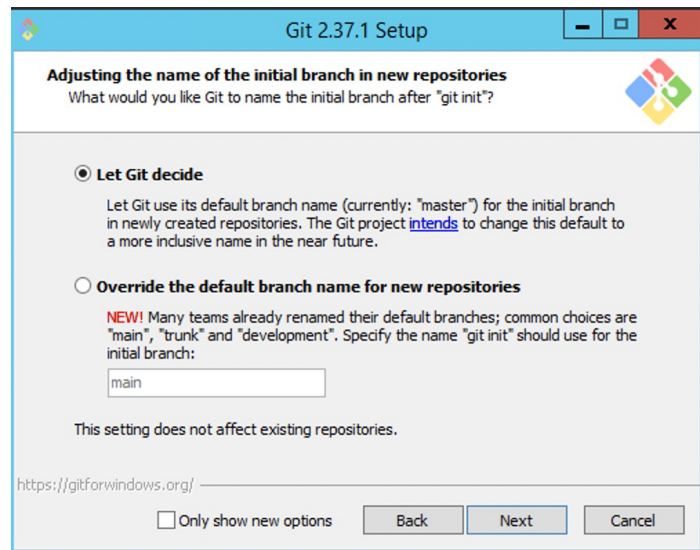 Git 2.37.1 Setup
Adjusting the name of the initial branch in new repositories
What would you like Git to name the initial branch after "git init"?
Let Git decide
Let Git use its default branch name (currently: "master") for the initial branch
in newly created repositories. The Git project intends to change this default to
a more inclusive name in the near future.
Override the default branch name for new repositories
NEW! Many teams already renamed their default branches; common choices are
"main", "trunk" and "development". Specify the name "git init" should use for the
initial branch:
main
This setting does not affect existing repositories.
https://gitforwindows.org/
Only show new options
Back
Next
Cancel